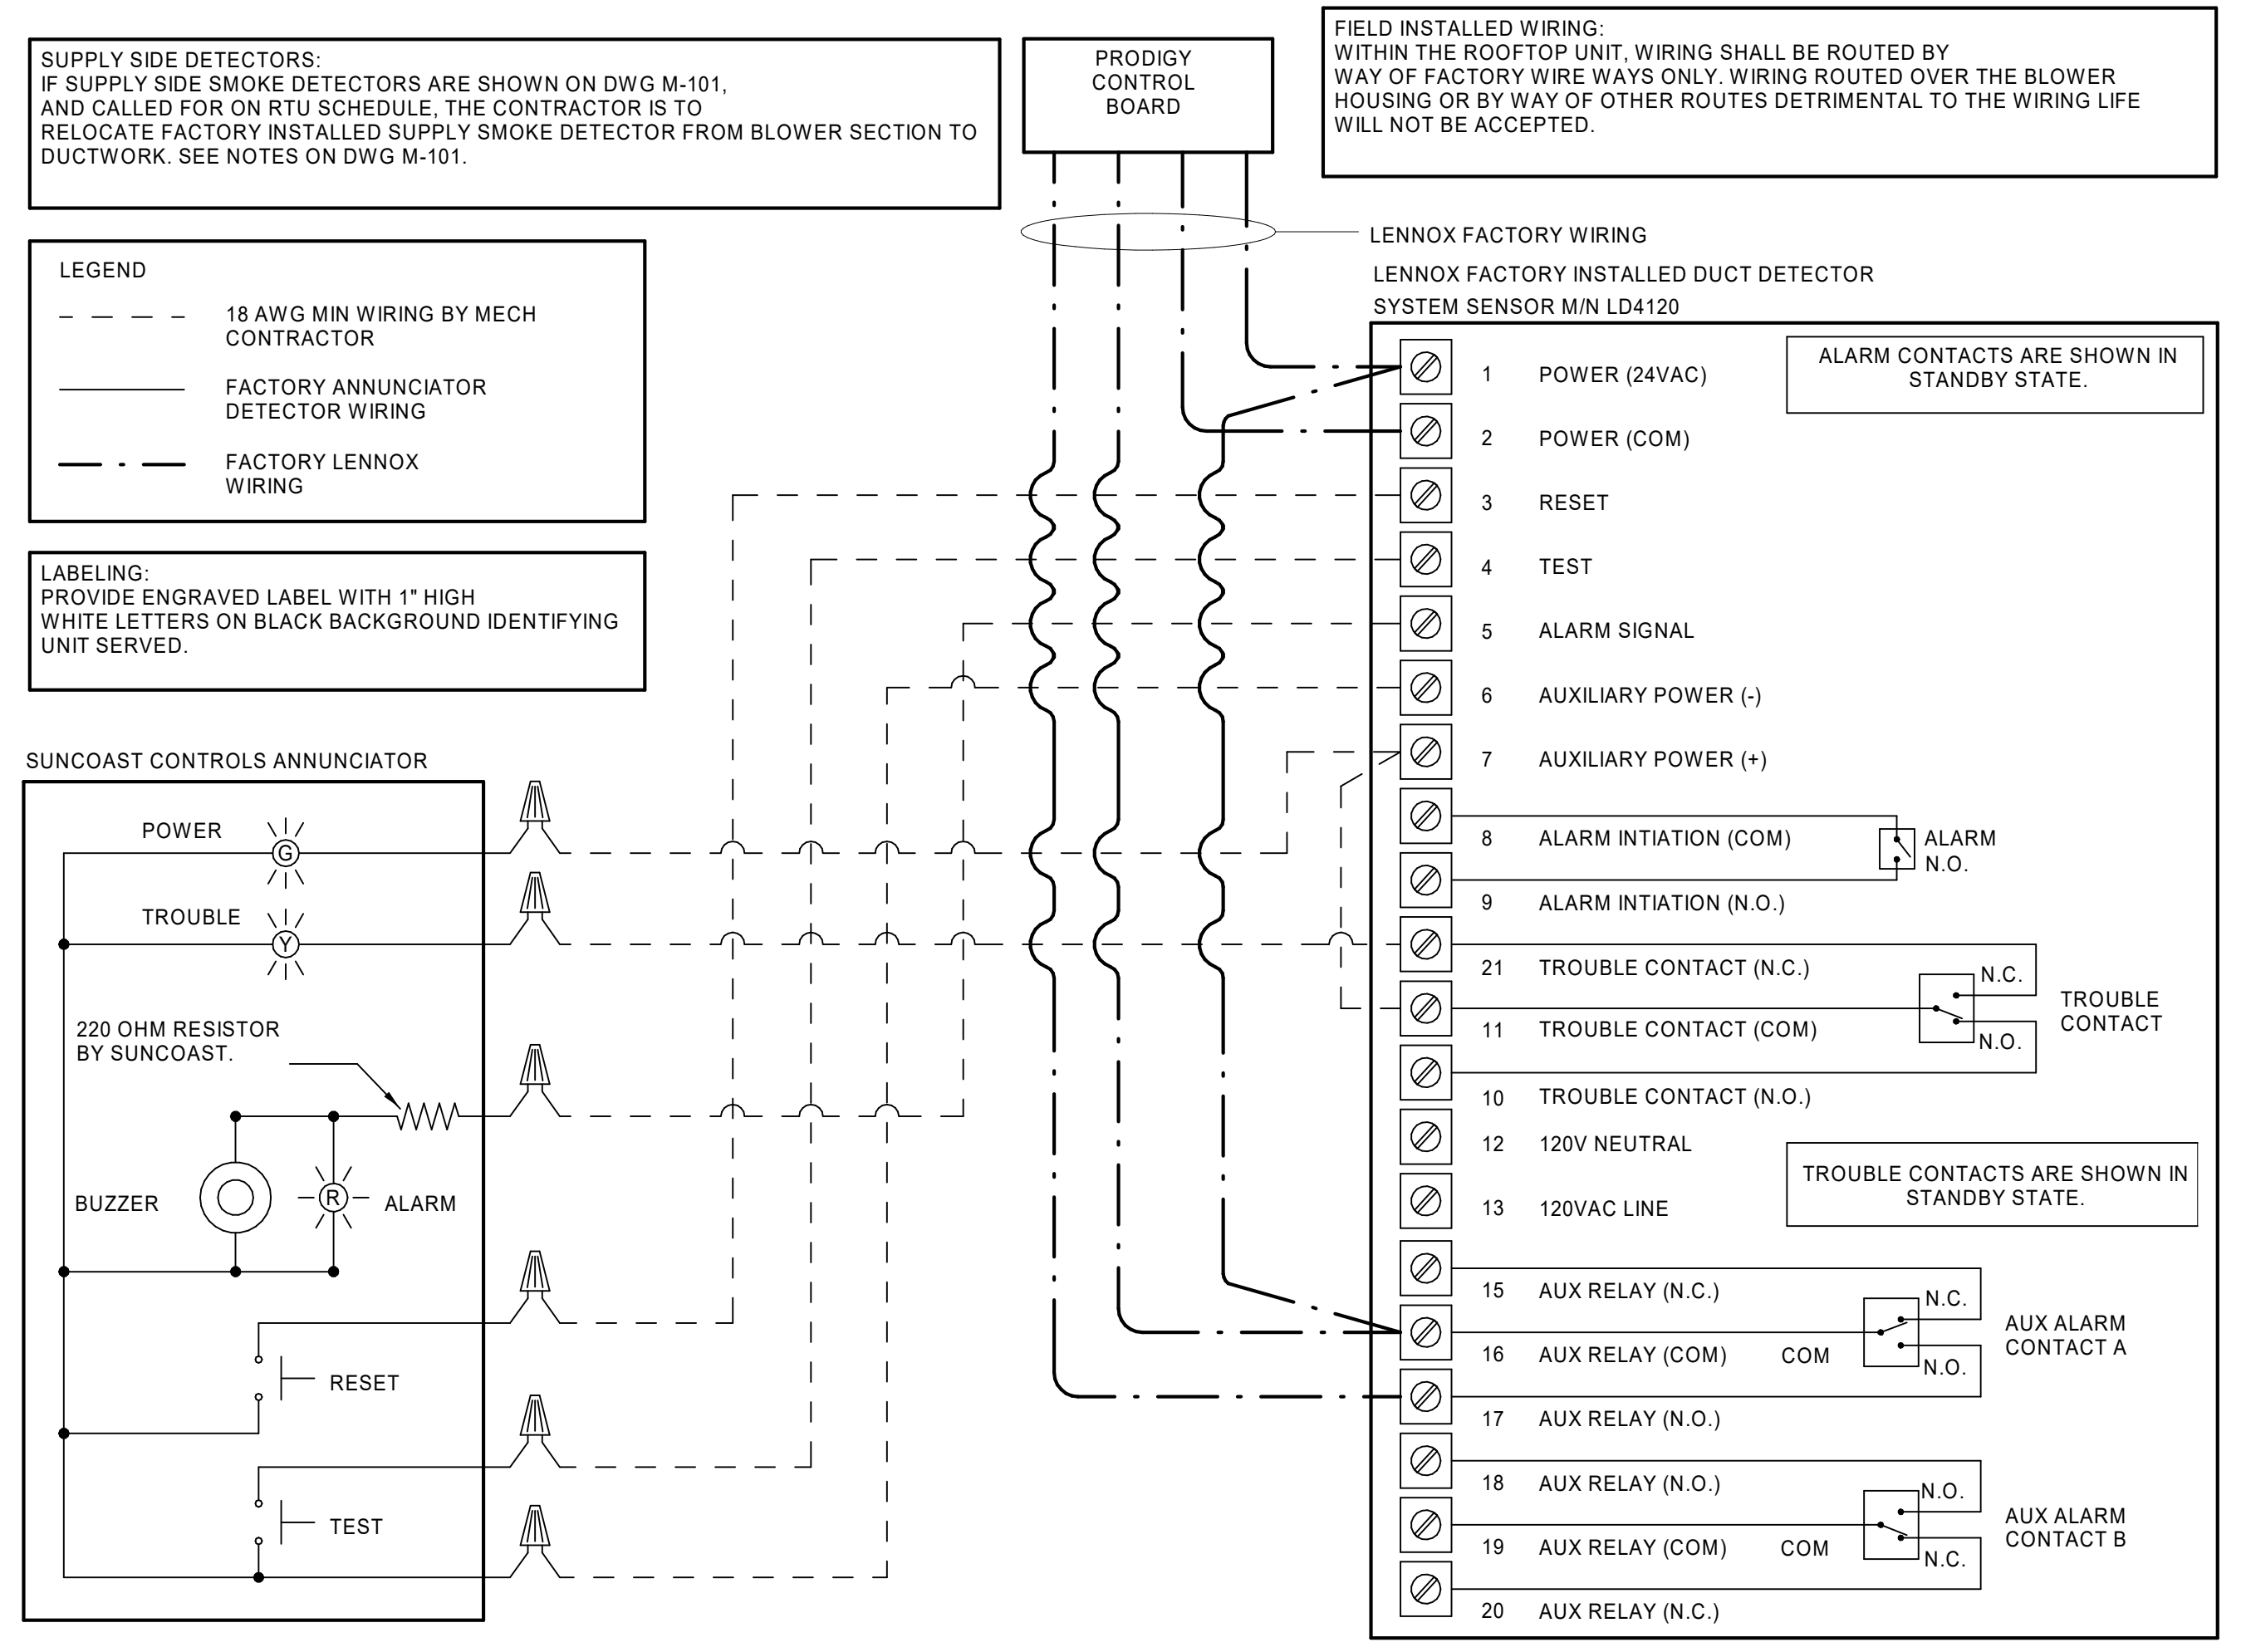 SUPPLY SIDE DETECTORS:
IF SUPPLY SIDE SMOKE DETECTORS ARE SHOWN ON DWG M-101,
AND CALLED FOR ON RTU SCHEDULE, THE CONTRACTOR IS TO
RELOCATE FACTORY INSTALLED SUPPLY SMOKE DETECTOR FROM BLOWER SECTION TO
DUCTWORK. SEE NOTES ON DWG M-101.
PRODIGY
CONTROL
BOARD
FIELD INSTALLED WIRING:
WITHIN THE ROOFTOP UNIT, WIRING SHALL BE ROUTED BY
WAY OF FACTORY WIRE WAYS ONLY. WIRING ROUTED OVER THE BLOWER
HOUSING OR BY WAY OF OTHER ROUTES DETRIMENTAL TO THE WIRING LIFE
WILL NOT BE ACCEPTED.
LEGEND
18 AWG MIN WIRING BY MECH
CONTRACTOR
FACTORY ANNUNCIATOR
DETECTOR WIRING
FACTORY LENNOX
WIRING
LABELING:
PROVIDE ENGRAVED LABEL WITH 1" HIGH
WHITE LETTERS ON BLACK BACKGROUND IDENTIFYING
UNIT SERVED.
SUNCOAST CONTROLS ANNUNCIATOR
POWER
G
TROUBLE
Y
220 OHM RESISTOR
BY SUNCOAST.
BUZZER
R
ALARM
RESET
TEST
LENNOX FACTORY WIRING
LENNOX FACTORY INSTALLED DUCT DETECTOR
SYSTEM SENSOR M/N LD4120
ALARM CONTACTS ARE SHOWN IN
STANDBY STATE.
1 POWER (24VAC)
2 POWER (COM)
3 RESET
4 TEST
5 ALARM SIGNAL
6 AUXILIARY POWER (-)
7 AUXILIARY POWER (+)
8 ALARM INTIATION (COM)
ALARM
N.O.
9 ALARM INTIATION (N.O.)
21 TROUBLE CONTACT (N.C.)
N.C.
11 TROUBLE CONTACT (COM)
N.O.
TROUBLE
CONTACT
10 TROUBLE CONTACT (N.O.)
12 120V NEUTRAL
13 120VAC LINE
TROUBLE CONTACTS ARE SHOWN IN
STANDBY STATE.
15 AUX RELAY (N.C.)
N.C.
16 AUX RELAY (COM) COM
N.O.
AUX ALARM
CONTACT A
17 AUX RELAY (N.O.)
18 AUX RELAY (N.O.)
N.O.
19 AUX RELAY (COM) COM
N.C.
AUX ALARM
CONTACT B
20 AUX RELAY (N.C.)